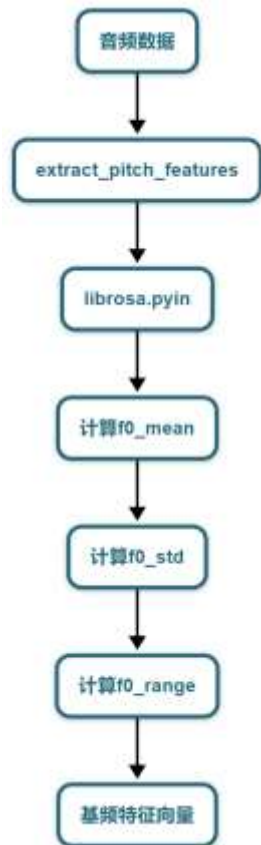 音频数据
extract_pitch_features
librosa.pyin
计算f0_mean
计算f0_std
计算f0_range
基频特征向量